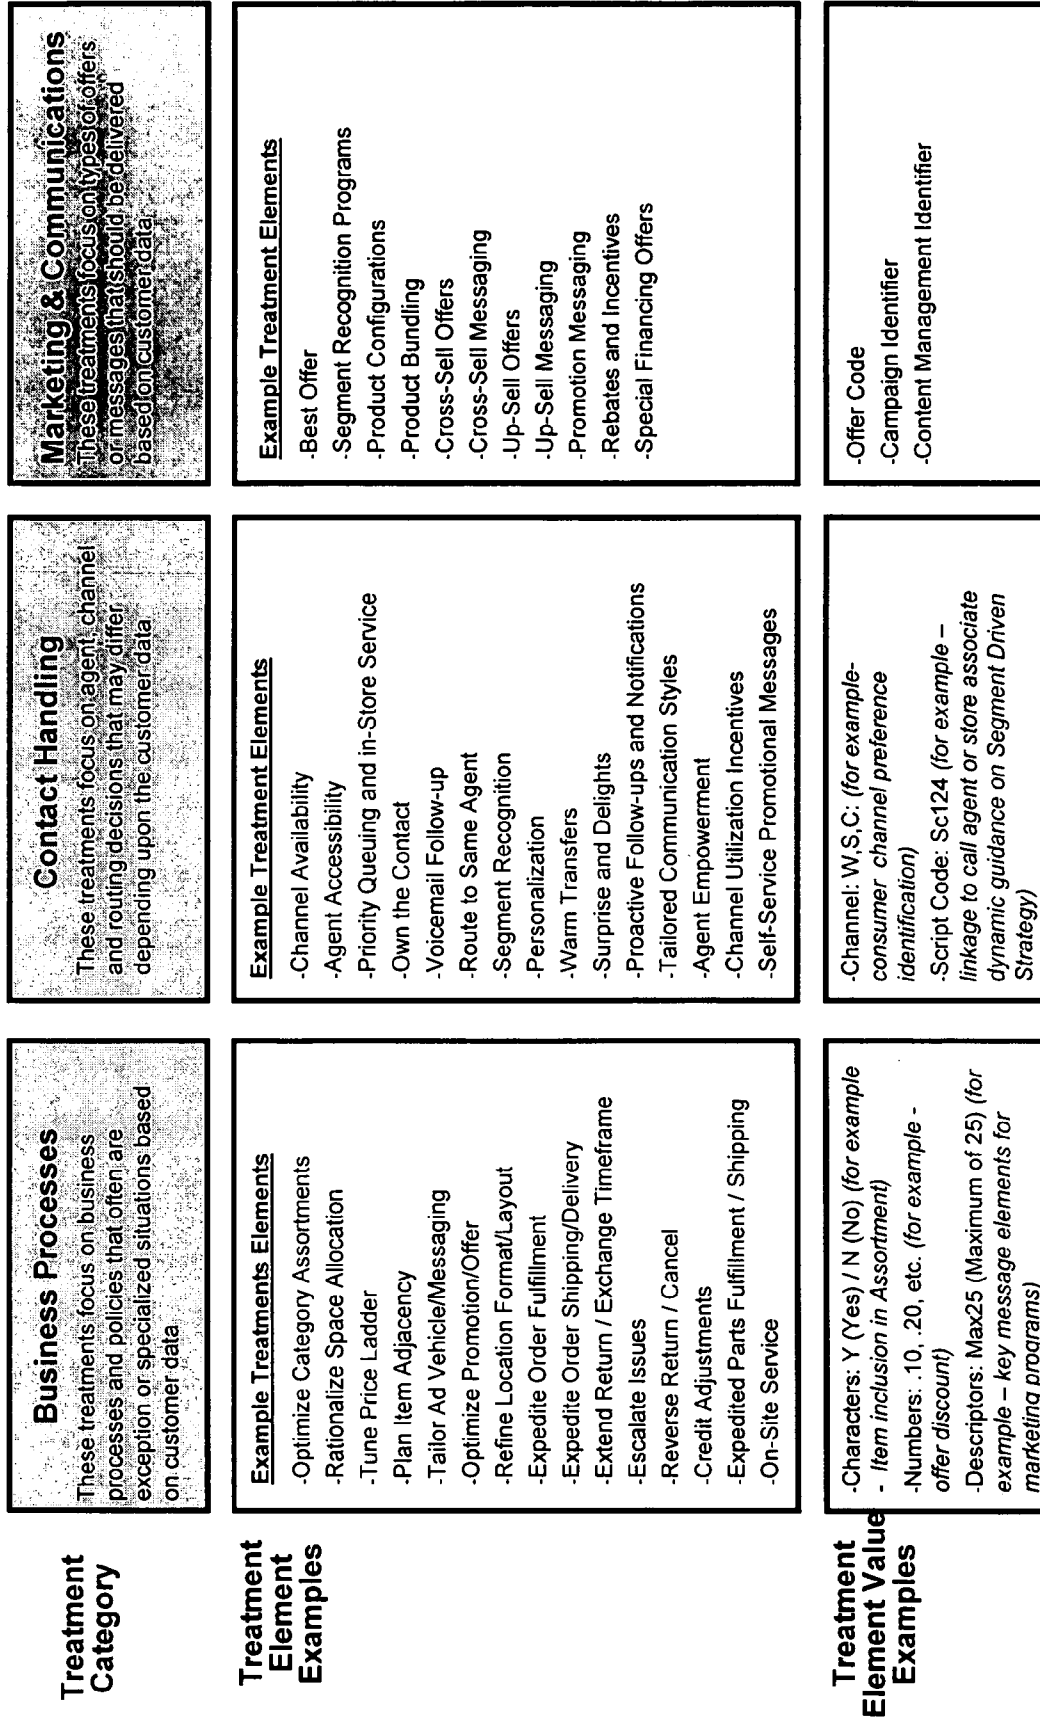 Treatment
Category
Business Processes
These treatments focus on business
processes and policies that often are
exception or specialized situations based
on customer data
Contact Handling
These treatments focus on agent, channel
and routing decisions that may differ
depending upon the customer data
Marketing & Communications
These treatments focus on types of offers
or messages that should be delivered
based on customer data
Treatment
Element
Examples
Example Treatments Elements
-Optimize Category Assortments
-Rationalize Space Allocation
-Tune Price Ladder
-Plan Item Adjacency
-Tailor Ad Vehicle/Messaging
-Optimize Promotion/Offer
-Refine Location Format/Layout
-Expedite Order Fulfillment
-Expedite Order Shipping/Delivery
-Extend Return / Exchange Timeframe
-Escalate Issues
-Reverse Return / Cancel
-Credit Adjustments
-Expedited Parts Fulfillment / Shipping
-On-Site Service
Example Treatment Elements
-Channel Availability
-Agent Accessibility
-Priority Queuing and in-Store Service
-Own the Contact
-Voicemail Follow-up
-Route to Same Agent
-Segment Recognition
-Personalization
-Warm Transfers
-Surprise and Delights
-Proactive Follow-ups and Notifications
-Tailored Communication Styles
-Agent Empowerment
-Channel Utilization Incentives
-Self-Service Promotional Messages
Example Treatment Elements
-Best Offer
-Segment Recognition Programs
-Product Configurations
-Product Bundling
-Cross-Sell Offers
-Cross-Sell Messaging
-Up-Sell Offers
-Up-Sell Messaging
-Promotion Messaging
-Rebates and Incentives
-Special Financing Offers
Treatment
Element Value
Examples
-Characters: Y (Yes) / N (No) (for example
- Item inclusion in Assortment)
-Numbers: .10, .20, etc. (for example -
offer discount)
-Descriptors: Max25 (Maximum of 25) (for
example – key message elements for
marketing programs)
-Channel: W,S,C: (for example-
consumer channel preference
identification)
-Script Code: Sc124 (for example –
linkage to call agent or store associate
dynamic guidance on Segment Driven
Strategy)
-Offer Code
-Campaign Identifier
-Content Management Identifier